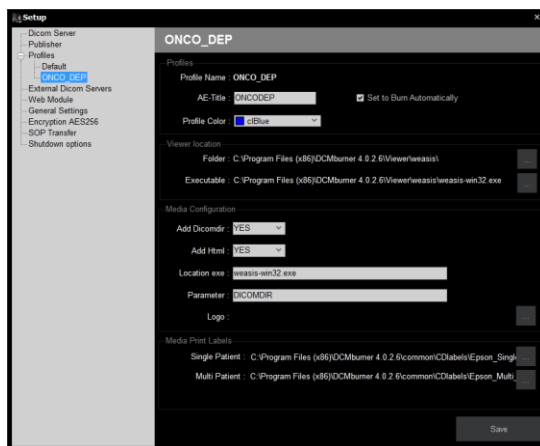 Setup
Dicom Server
Publisher
Profiles
Default
ONCO_DEP
External Dicom Servers
Web Module
General Settings
Encryption AES256
SOP Transfer
Shutdown options
ONCO_DEP
Profiles
Profile Name : ONCO_DEP
AE-Title : ONCODEP
Set to Burn Automatically
Profile Color : clBlue
Viewer location
Folder : C:\Program Files (x86)\DCMburner 4.0.2.6\Viewer\weasis\
...
Executable : C:\Program Files (x86)\DCMburner 4.0.2.6\Viewer\weasis\weasis-win32.exe
...
Media Configuration
Add Dicomdir : YES
Add Html : YES
Location exe : weasis-win32.exe
Parameter : DICOMDIR
Logo :
...
Media Print Labels
Single Patient : C:\Program Files (x86)\DCMburner 4.0.2.6\common\CDlabels\Epson_Singl
...
Multi Patient : C:\Program Files (x86)\DCMburner 4.0.2.6\common\CDlabels\Epson_Multi_
...
Save